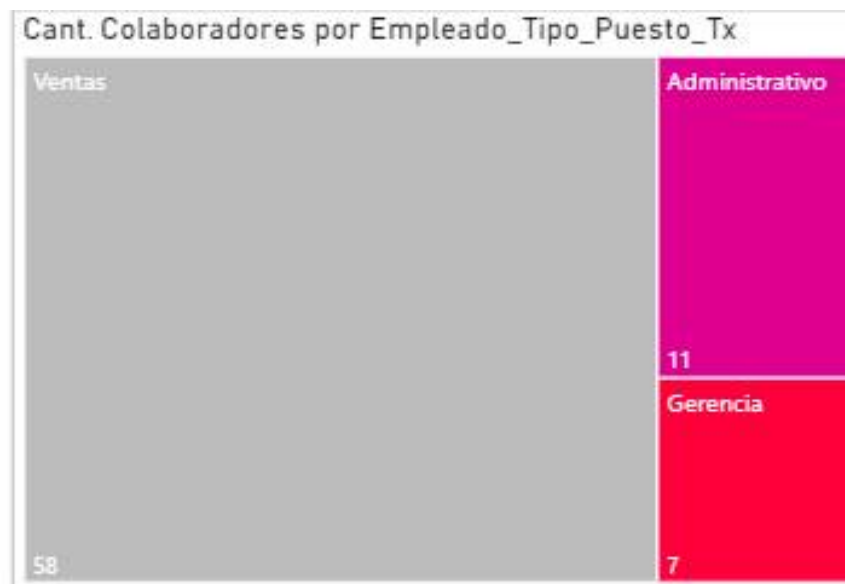 Cant. Colaboradores por Empleado_Tipo_Puesto_Tx
Ventas
58
Administrativo
11
Gerencia
7